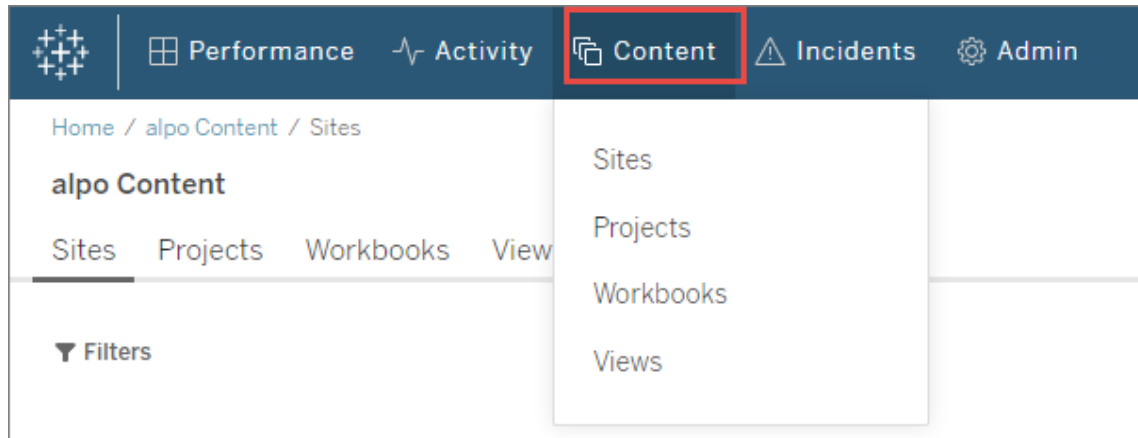 Performance Activity Content Incidents Admin
Home / alpo Content / Sites
alpo Content
Sites Projects Workbooks View
Filters
Sites
Projects
Workbooks
Views